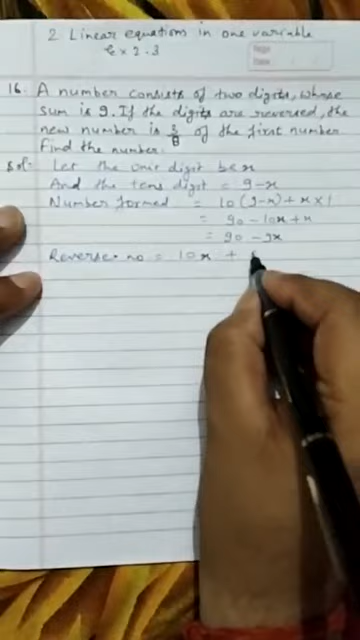 2 Linear equations in one variable
Ex 2.3
Page
Date
16. A number consists of two digits, whose
sum is 9. If the digits are reversed, the
new number is 3/8 of the first number
Find the number.
Sol:- Let the unit digit be x
And the tens digit = 9-x
Number formed = 10(9-x) + x x 1
= 90 - 10x + x
= 90 - 9x
Reverse no = 10x +